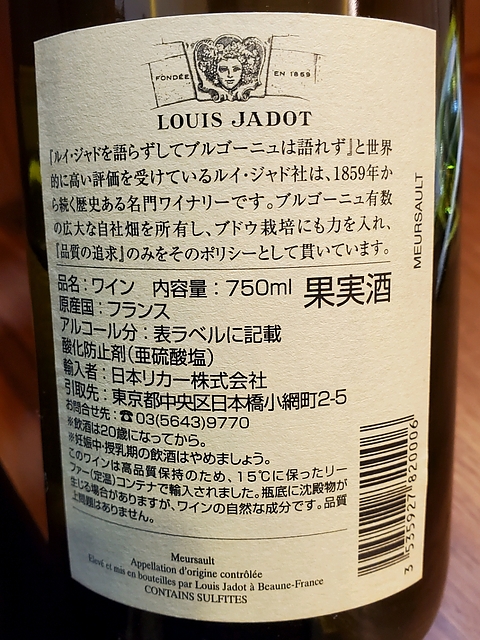 FONDÉE EN 1859
LOUIS JADOT
『ルイ・ジャドを語らずしてブルゴーニュは語れず』と世界
的に高い評価を受けているルイ・ジャド社は、1859年か
ら続く歴史ある名門ワイナリーです。ブルゴーニュ有数
の広大な自社畑を所有し、ブドウ栽培にも力を入れ、
『品質の追求』のみをそのポリシーとして貫いています。
品名：ワイン 内容量：750ml 果実酒
原産国：フランス
アルコール分：表ラベルに記載
酸化防止剤(亜硫酸塩)
輸入者：日本リカー株式会社
引取先：東京都中央区日本橋小網町2-5
お問合せ先：☎03(5643)9770
※飲酒は20歳になってから。
※妊娠中・授乳期の飲酒はやめましょう。
このワインは高品質保持のため、15℃に保ったリー
ファー(定温)コンテナで輸入されました。瓶底に沈殿物が
生じる場合がありますが、ワインの自然な成分です。品質
上問題はありません。
Meursault
Appellation d'origine contrôlée
Elevé et mis en bouteilles par Louis Jadot à Beaune-France
CONTAINS SULFITES
MEURSAULT
3 535927 820006